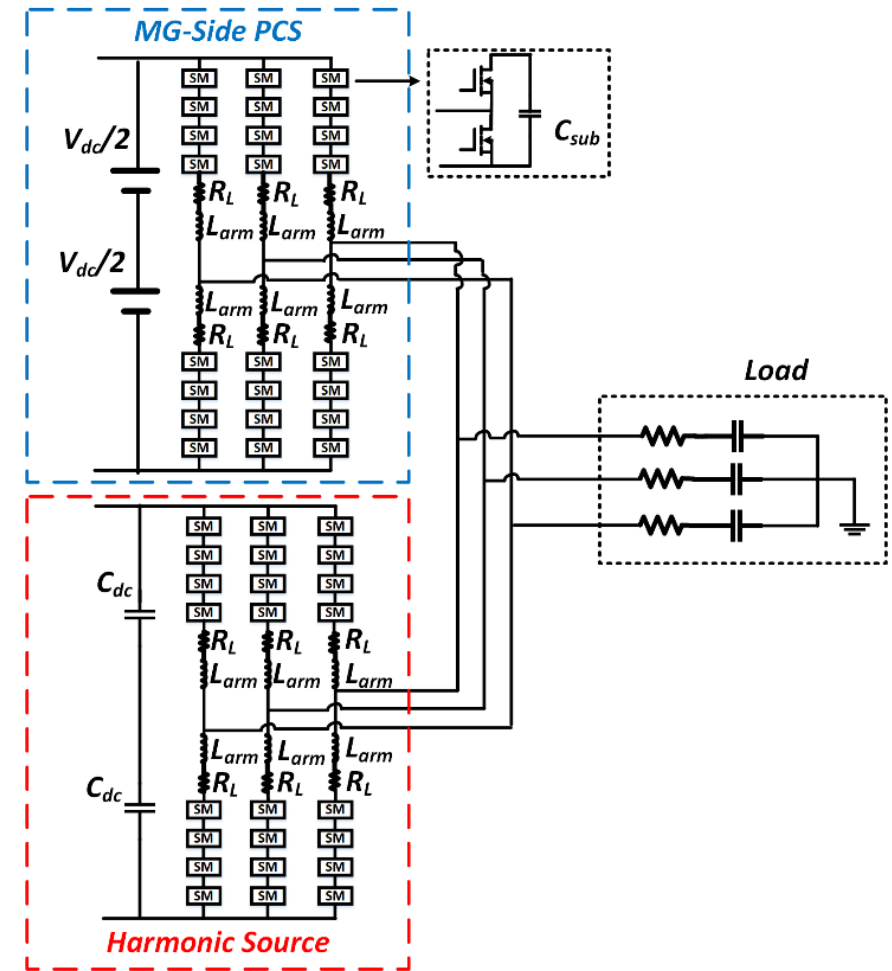 MG-Side PCS
SM SM SM
SM SM SM
SM SM SM
SM SM SM
V_dc/2
C_sub
R_L R_L R_L
L_arm L_arm L_arm
V_dc/2
L_arm L_arm L_arm
R_L R_L R_L
SM SM SM
SM SM SM
SM SM SM
SM SM SM
Load
SM SM SM
SM SM SM
SM SM SM
SM SM SM
C_dc
R_L R_L R_L
L_arm L_arm L_arm
L_arm L_arm L_arm
C_dc
R_L R_L R_L
SM SM SM
SM SM SM
SM SM SM
SM SM SM
Harmonic Source